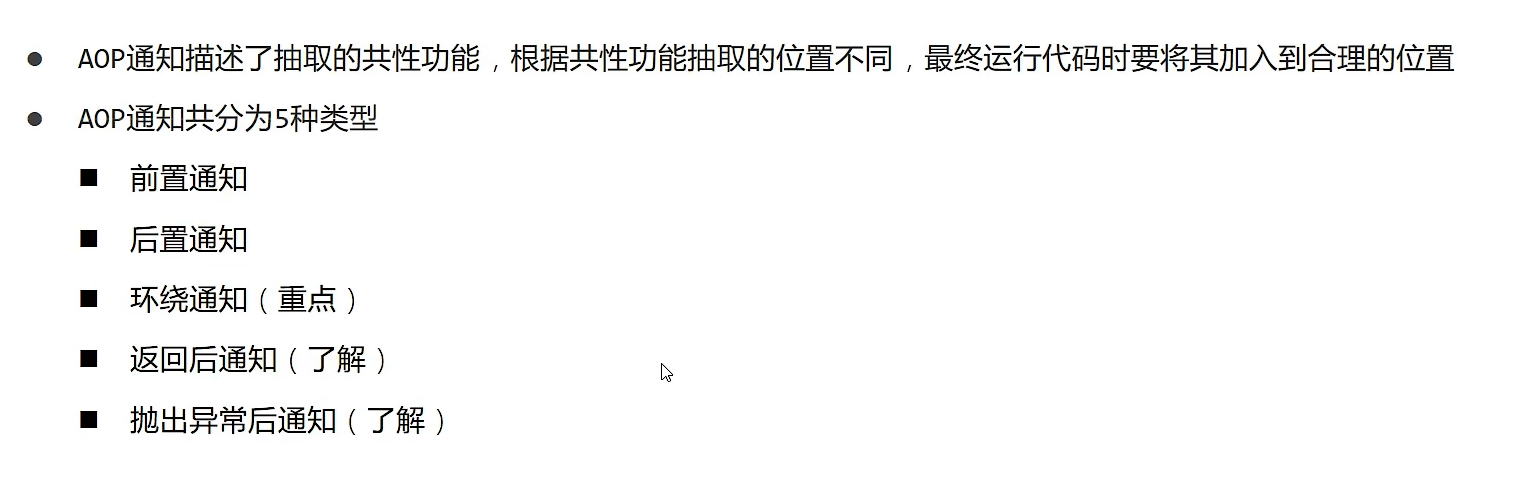 ● AOP通知描述了抽取的共性功能，根据共性功能抽取的位置不同，最终运行代码时要将其加入到合理的位置
● AOP通知共分为5种类型
■ 前置通知
■ 后置通知
■ 环绕通知（重点）
■ 返回后通知（了解）
■ 抛出异常后通知（了解）